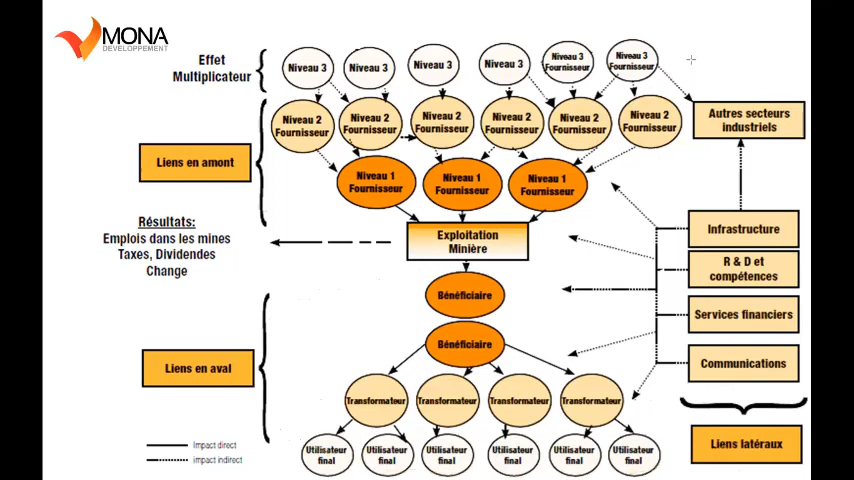 MONA
DEVELOPPEMENT
Effet
Multiplicateur
Niveau 3
Niveau 3
Niveau 3
Niveau 3
Niveau 3
Fournisseur
Niveau 3
Fournisseur
Niveau 2
Fournisseur
Niveau 2
Fournisseur
Niveau 2
Fournisseur
Niveau 2
Fournisseur
Niveau 2
Fournisseur
Niveau 2
Fournisseur
Autres secteurs
industriels
Liens en amont
Niveau 1
Fournisseur
Niveau 1
Fournisseur
Niveau 1
Fournisseur
Résultats:
Emplois dans les mines
Taxes, Dividendes
Change
Exploitation
Minière
Infrastructure
R & D et
compétences
Bénéficiaire
Services financiers
Bénéficiaire
Liens en aval
Communications
Transformateur
Transformateur
Transformateur
Transformateur
Liens latéraux
Impact direct
impact indirect
Utilisateur
final
Utilisateur
final
Utilisateur
final
Utilisateur
final
Utilisateur
final
Utilisateur
final